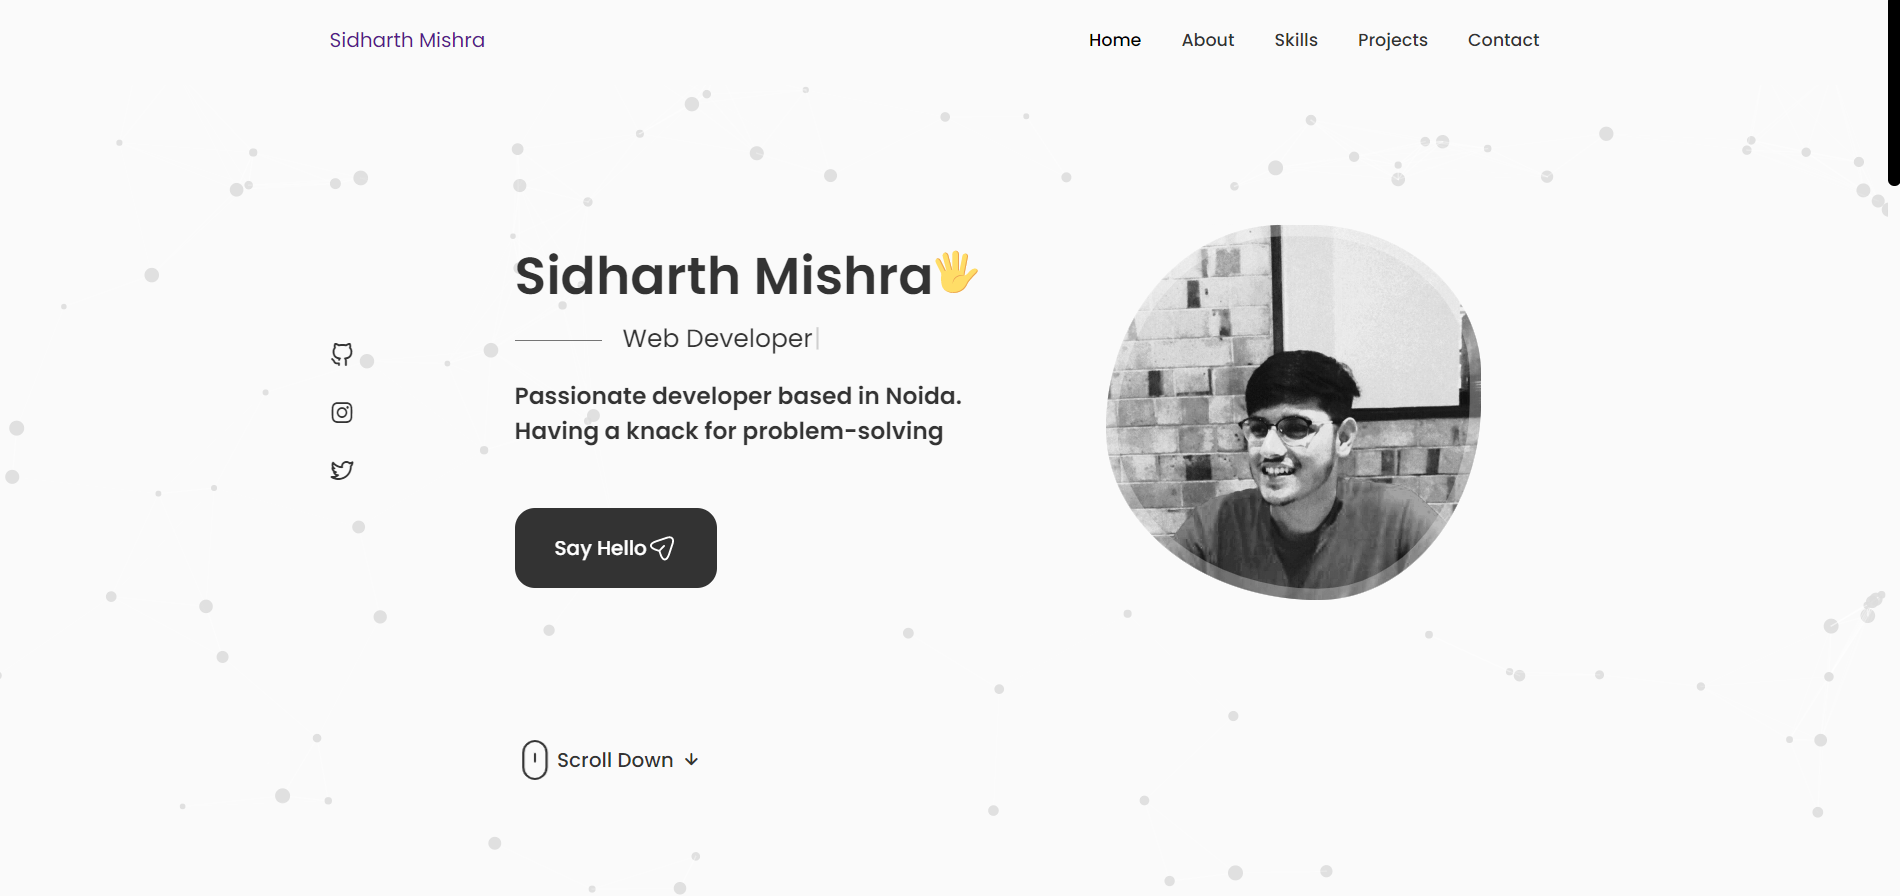 Sidharth Mishra
Home About Skills Projects Contact
Sidharth Mishra🖐
Web Developer
Passionate developer based in Noida.
Having a knack for problem-solving
Say Hello
Scroll Down ↓